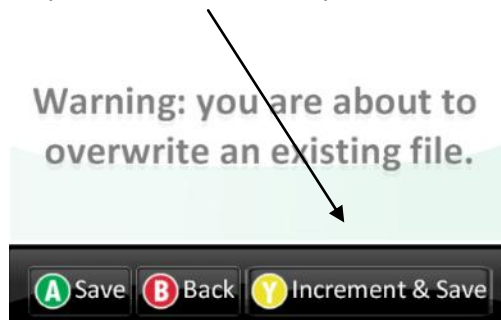 Warning: you are about to
overwrite an existing file.
A Save B Back Y Increment & Save